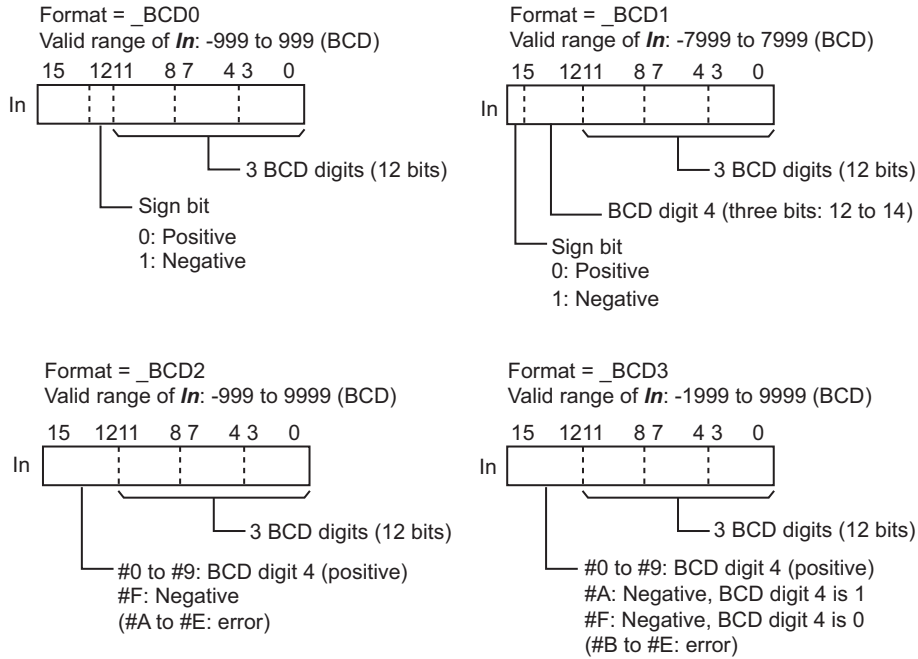 Format = _BCD0
Valid range of In: -999 to 999 (BCD)
15 1211 8 7 4 3 0
In
3 BCD digits (12 bits)
Sign bit
0: Positive
1: Negative
Format = _BCD1
Valid range of In: -7999 to 7999 (BCD)
15 1211 8 7 4 3 0
In
3 BCD digits (12 bits)
BCD digit 4 (three bits: 12 to 14)
Sign bit
0: Positive
1: Negative
Format = _BCD2
Valid range of In: -999 to 9999 (BCD)
15 1211 8 7 4 3 0
In
3 BCD digits (12 bits)
#0 to #9: BCD digit 4 (positive)
#F: Negative
(#A to #E: error)
Format = _BCD3
Valid range of In: -1999 to 9999 (BCD)
15 1211 8 7 4 3 0
In
3 BCD digits (12 bits)
#0 to #9: BCD digit 4 (positive)
#A: Negative, BCD digit 4 is 1
#F: Negative, BCD digit 4 is 0
(#B to #E: error)